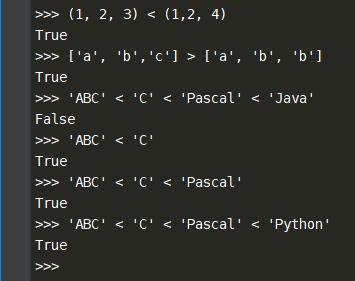 >>> (1, 2, 3) < (1,2, 4)
True
>>> ['a', 'b','c'] > ['a', 'b', 'b']
True
>>> 'ABC' < 'C' < 'Pascal' < 'Java'
False
>>> 'ABC' < 'C'
True
>>> 'ABC' < 'C' < 'Pascal'
True
>>> 'ABC' < 'C' < 'Pascal' < 'Python'
True
>>>